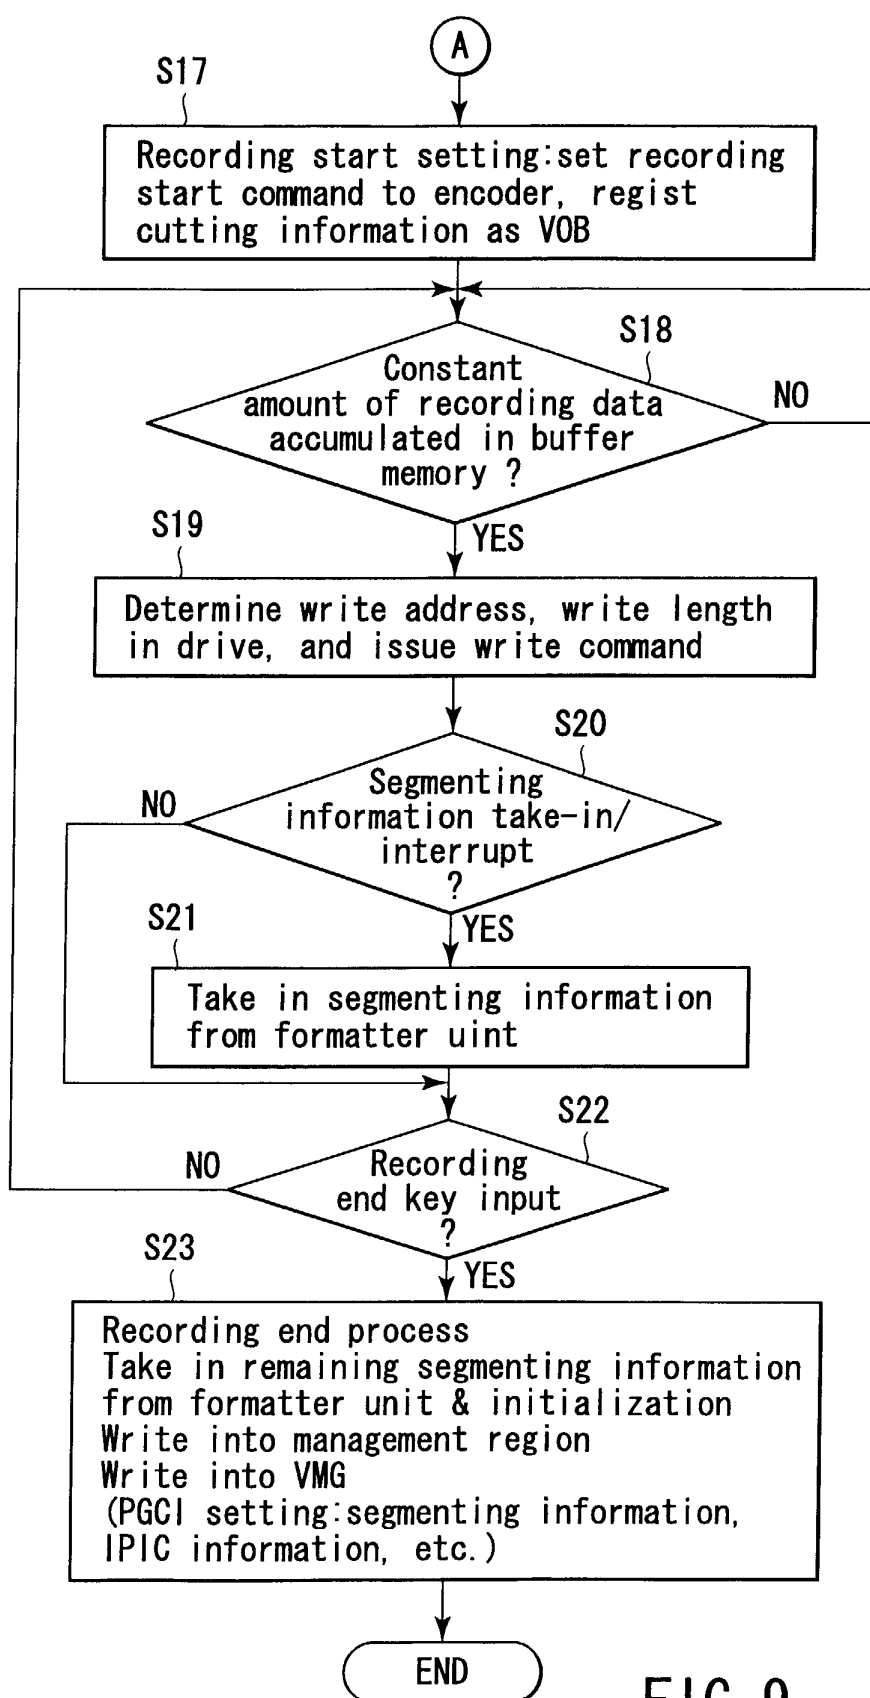 A
S17
Recording start setting:set recording
start command to encoder, regist
cutting information as VOB
S18
Constant
amount of recording data
accumulated in buffer
memory ?
NO
YES
S19
Determine write address, write length
in drive, and issue write command
S20
Segmenting
information take-in/
interrupt
?
NO
YES
S21
Take in segmenting information
from formatter uint
S22
Recording
end key input
?
NO
YES
S23
Recording end process
Take in remaining segmenting information
from formatter unit & initialization
Write into management region
Write into VMG
(PGCI setting:segmenting information,
IPIC information, etc.)
END